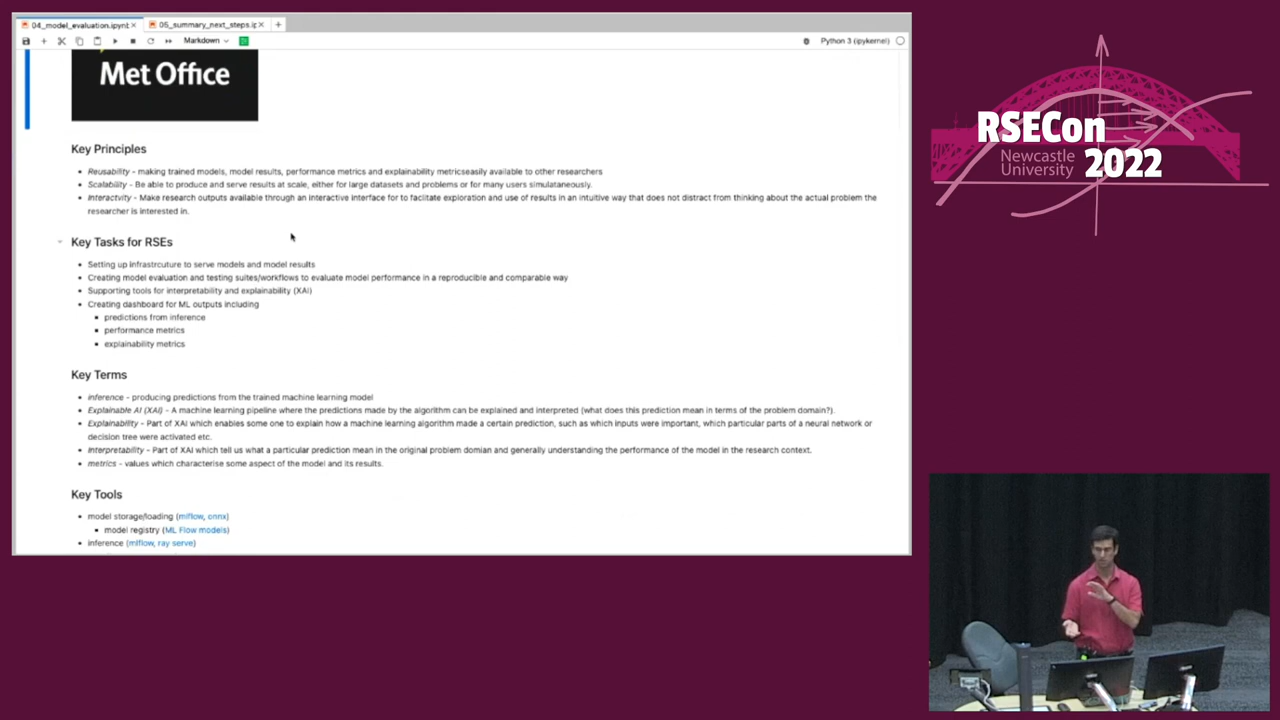 04_model_evaluation.ipynb
05_summary_next_steps.ip
Markdown
Python 3 (ipykernel)
Met Office
Key Principles
Reusability - making trained models, model results, performance metrics and explainability metricseasily available to other researchers
Scalability - Be able to produce and serve results at scale, either for large datasets and problems or for many users simulataneously.
Interactivity - Make research outputs available through an interactive interface for to facilitate exploration and use of results in an intuitive way that does not distract from thinking about the actual problem the
researcher is interested in.
Key Tasks for RSEs
Setting up infrastrcuture to serve models and model results
Creating model evaluation and testing suites/workflows to evaluate model performance in a reproducible and comparable way
Supporting tools for interpretability and explainability (XAI)
Creating dashboard for ML outputs including
predictions from inference
performance metrics
explainability metrics
Key Terms
inference - producing predictions from the trained machine learning model
Explainable AI (XAI) - A machine learning pipeline where the predictions made by the algorithm can be explained and interpreted (what does this prediction mean in terms of the problem domain?).
Explainability - Part of XAI which enables some one to explain how a machine learning algorithm made a certain prediction, such as which inputs were important, which particular parts of a neural network or
decision tree were activated etc.
Interpretability - Part of XAI which tell us what a particular prediction mean in the original problem domian and generally understanding the performance of the model in the research context.
metrics - values which characterise some aspect of the model and its results.
Key Tools
model storage/loading (mlflow, onnx)
model registry (ML Flow models)
inference (mlflow, ray serve)
RSECon
Newcastle
University
2022